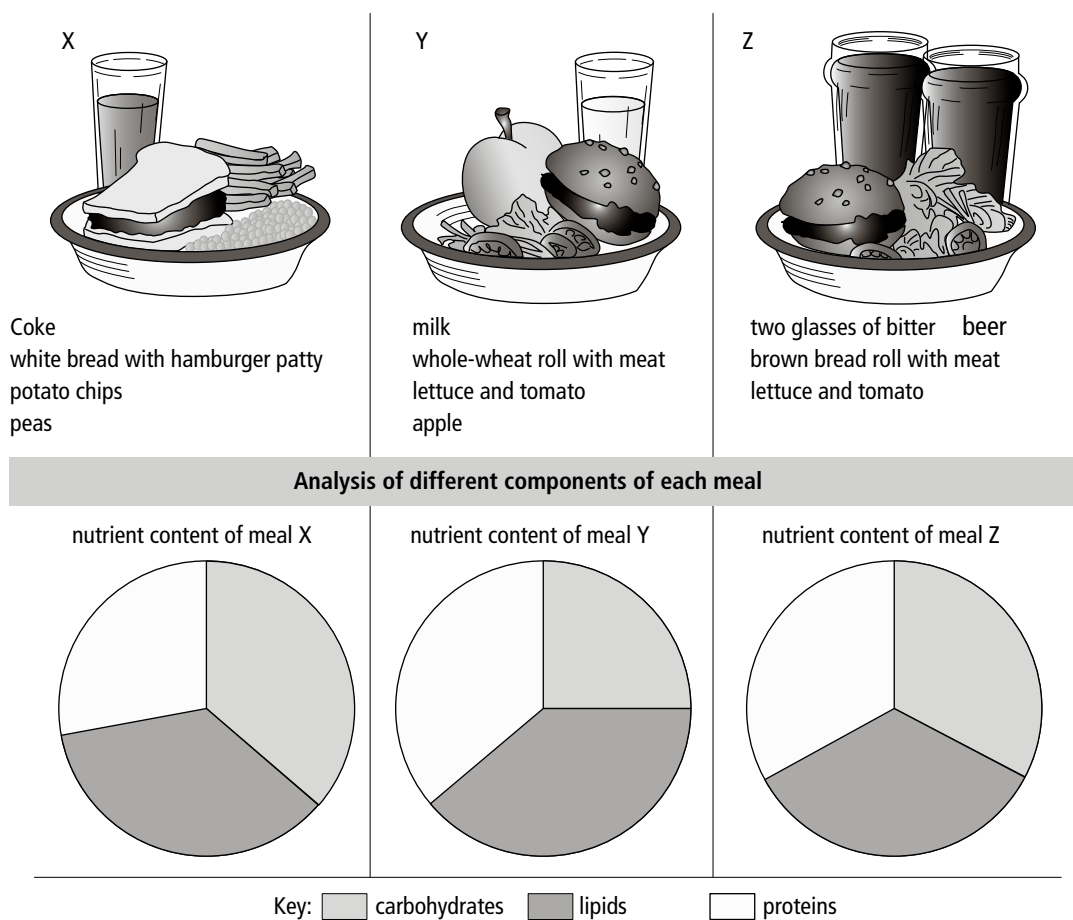 X
Y
Z
Coke
white bread with hamburger patty
potato chips
peas
milk
whole-wheat roll with meat
lettuce and tomato
apple
two glasses of bitter beer
brown bread roll with meat
lettuce and tomato
Analysis of different components of each meal
nutrient content of meal X
nutrient content of meal Y
nutrient content of meal Z
Key: carbohydrates lipids proteins